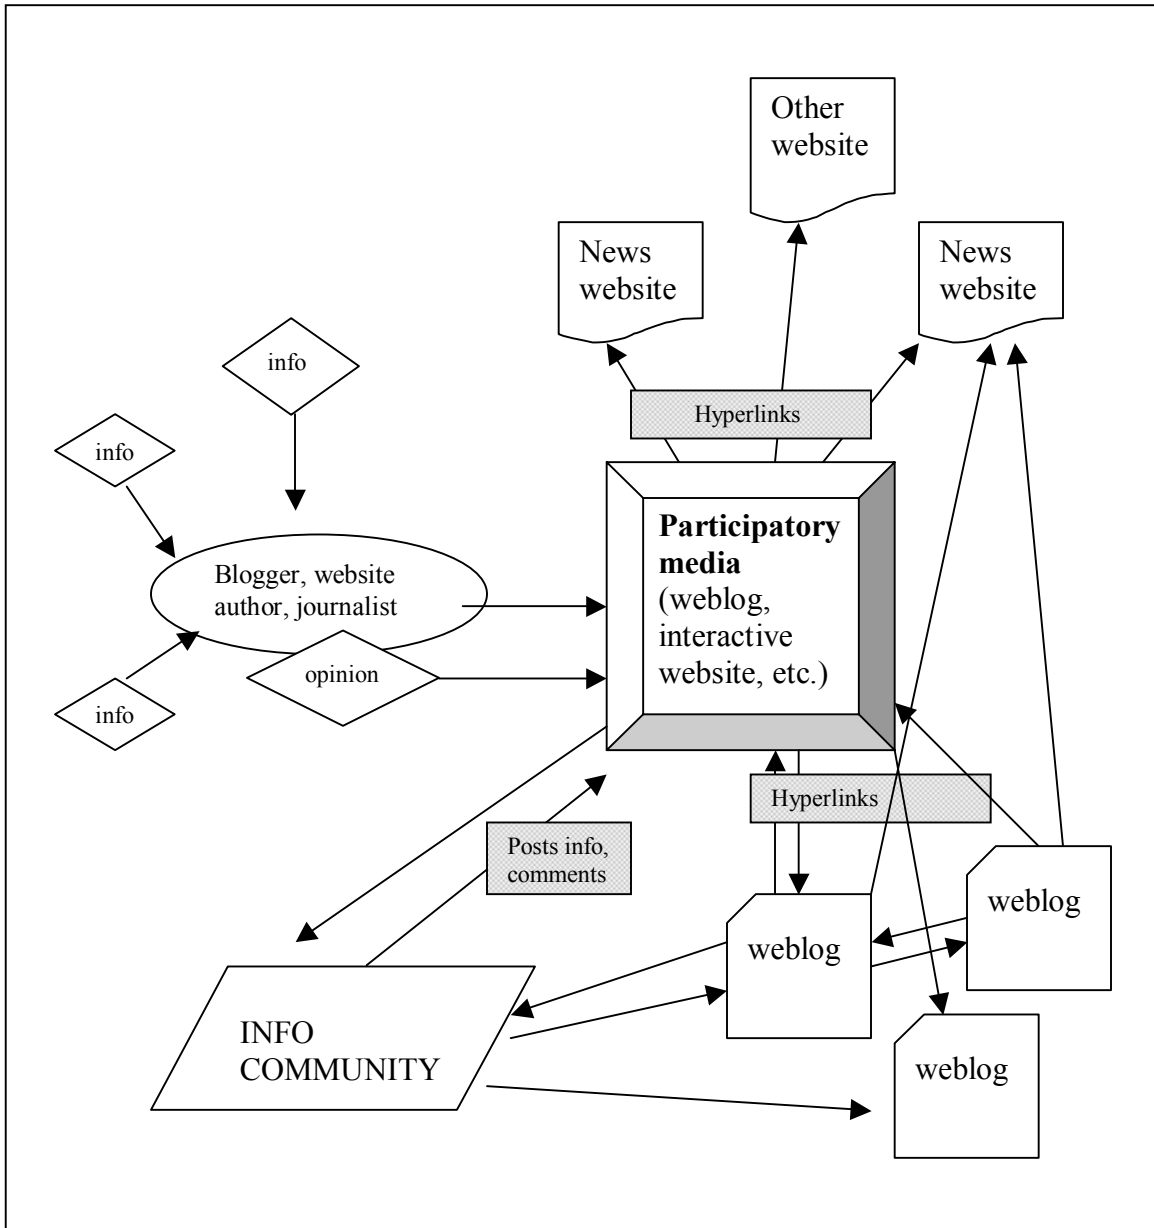 Other
website
News
website
News
website
info
info
Hyperlinks
Participatory
media
(weblog,
interactive
website, etc.)
Blogger, website
author, journalist
opinion
info
Hyperlinks
Posts info,
comments
weblog
weblog
INFO
COMMUNITY
weblog